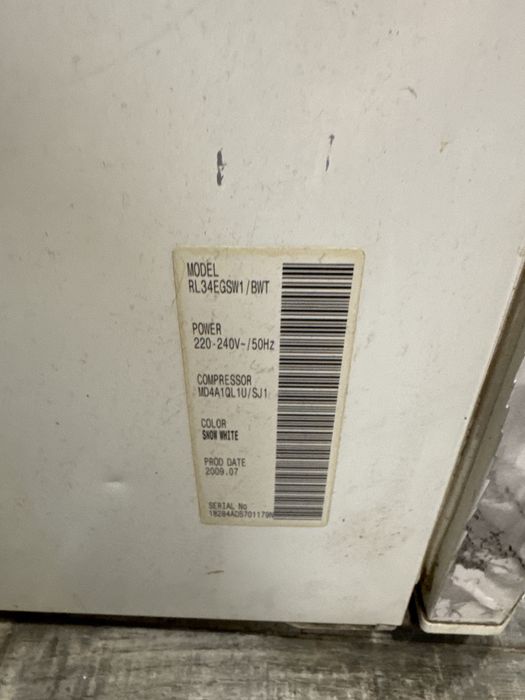 MODEL
RL34EGSW1/BWT
POWER
220-240V~/50Hz
COMPRESSOR
MD4A1QL1U/SJ1
COLOR
SNOW WHITE
PROD DATE
2009.07
SERIAL No